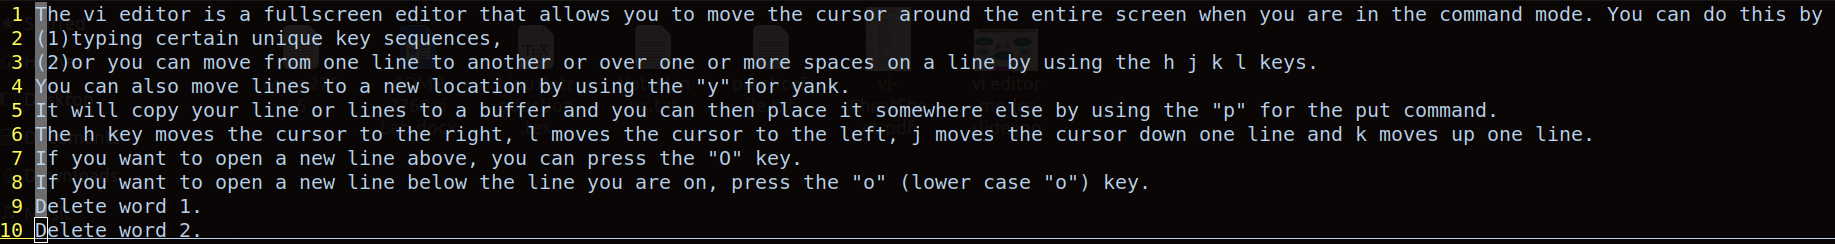 1 The vi editor is a fullscreen editor that allows you to move the cursor around the entire screen when you are in the command mode. You can do this by
2 (1)typing certain unique key sequences,
3 (2)or you can move from one line to another or over one or more spaces on a line by using the h j k l keys.
4 You can also move lines to a new location by using the "y"for yank.
5 It will copy your line or lines to a buffer and you can then place it somewhere else by using the "p" for the put command.
6 The h key moves the cursor to the right, l moves the cursor to the left, j moves the cursor down one line and k moves up one line.
7 If you want to open a new line above, you can press the "O" key.
8 If you want to open a new line below the line you are on, press the "o" (lower case "o") key.
9 Delete word 1.
10 Delete word 2.